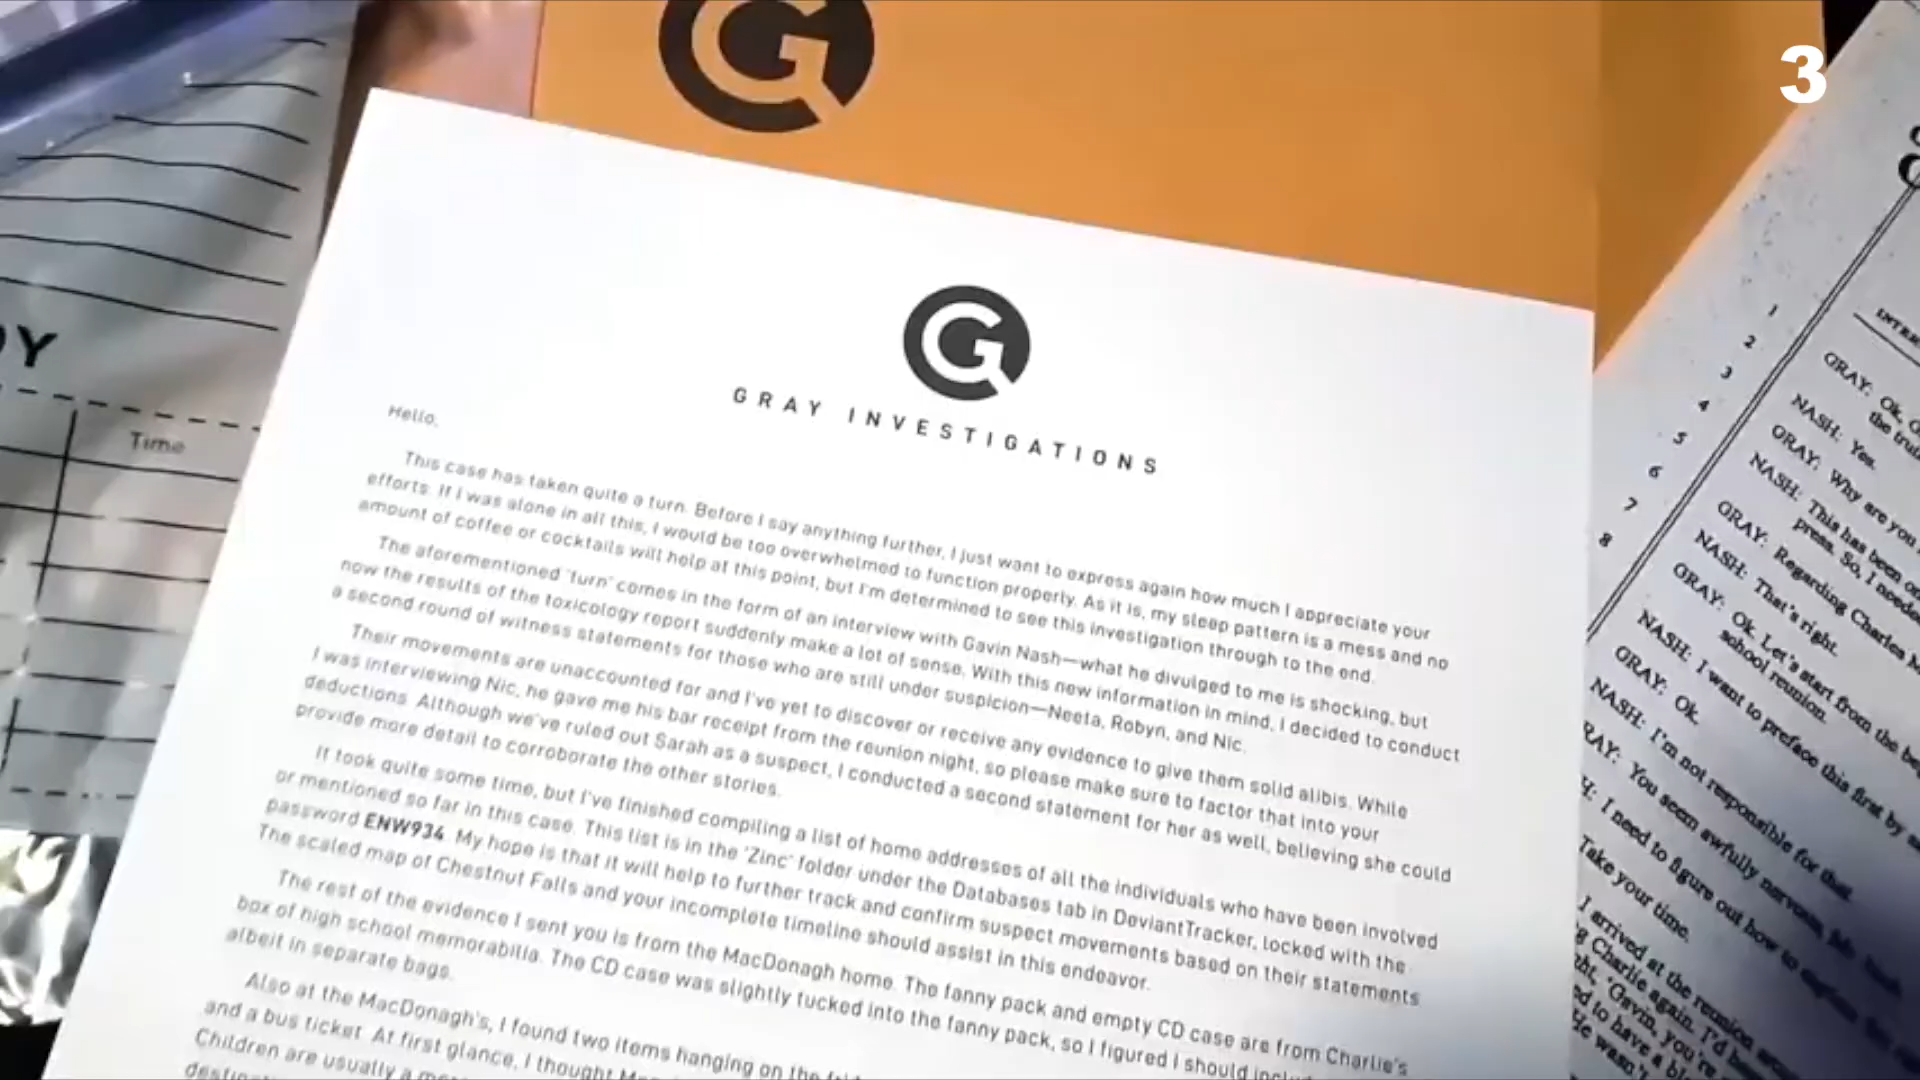 3
G
GRAY INVESTIGATIONS
Hello,
This case has taken quite a turn. Before I say anything further, I just want to express again how much I appreciate your
efforts. If I was alone in all this, I would be too overwhelmed to function properly. As it is, my sleep pattern is a mess and no
amount of coffee or cocktails will help at this point, but I'm determined to see this investigation through to the end.
The aforementioned 'turn' comes in the form of an interview with Gavin Nash—what he divulged to me is shocking, but
now the results of the toxicology report suddenly make a lot of sense. With this new information in mind, I decided to conduct
a second round of witness statements for those who are still under suspicion—Neeta, Robyn, and Nic.
Their movements are unaccounted for and I've yet to discover or receive any evidence to give them solid alibis. While
I was interviewing Nic, he gave me his bar receipt from the reunion night, so please make sure to factor that into your
deductions. Although we've ruled out Sarah as a suspect, I conducted a second statement for her as well, believing she could
provide more detail to corroborate the other stories.
It took quite some time, but I've finished compiling a list of home addresses of all the individuals who have been involved
or mentioned so far in this case. This list is in the 'Zinc' folder under the Databases tab in DeviantTracker, locked with the
password ENW934. My hope is that it will help to further track and confirm suspect movements based on their statements.
The scaled map of Chestnut Falls and your incomplete timeline should assist in this endeavor.
The rest of the evidence I sent you is from the MacDonagh home. The fanny pack and empty CD case are from Charlie's
box of high school memorabilia. The CD case was slightly tucked into the fanny pack, so I figured I should
albeit in separate bags.
Also at the MacDonagh's, I found two items hanging on the
and a bus ticket. At first glance, I thought
Children are usually a
OY
Time
1
2
3
4
5
6
7
8
GRAY: Ok,
the
NASH: Yes.
GRAY: Why are you
NASH: This has been
press. So, I
GRAY: Regarding Charles
NASH: That's right.
GRAY: Ok. Let's start from the
school reunion.
NASH: I want to preface this first by
GRAY: Ok.
NASH: I'm not responsible for that.
RAY: You seem awfully nervous,
H: I need to figure out how to
Take your time.
I arrived at the reunion
Charlie again. I'd
'Gavin, you're
to have a
He wasn't